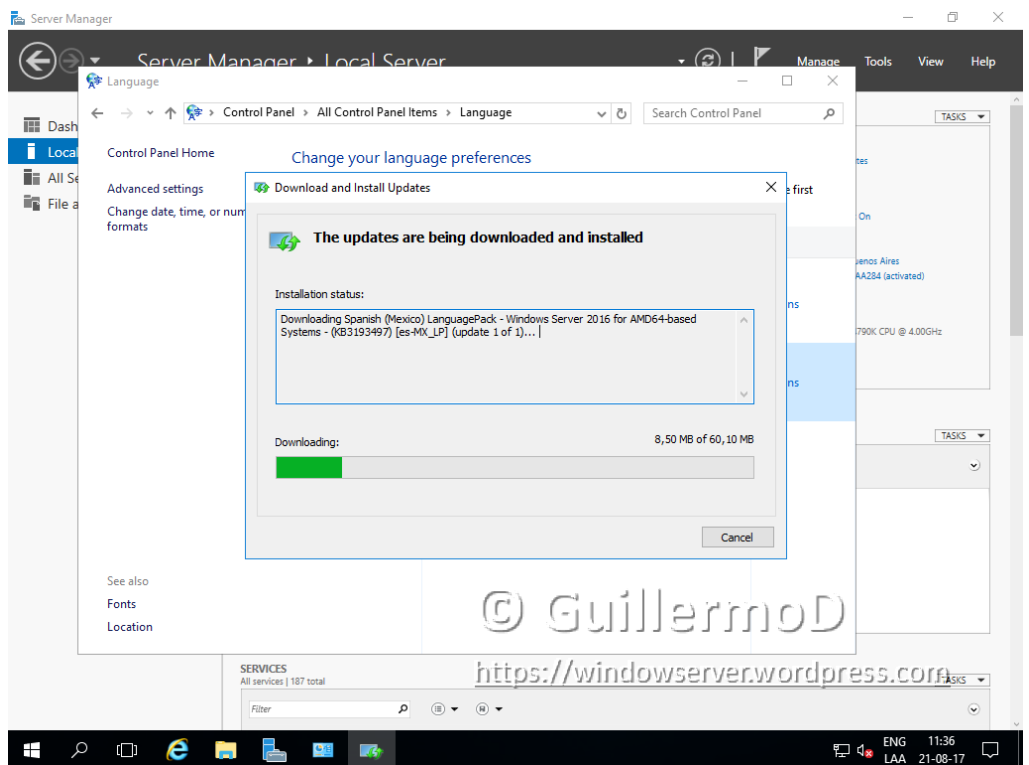 Server Manager
Server Manager • Local Server
Manage Tools View Help
Language
Control Panel > All Control Panel Items > Language
Search Control Panel
Dash
Local
All Se
File a
Control Panel Home
Advanced settings
Change date, time, or num
formats
Change your language preferences
e first
TASKS
tes
On
uenos Aires
AA284 (activated)
790K CPU @ 4.00GHz
ns
ns
TASKS
Download and Install Updates
The updates are being downloaded and installed
Installation status:
Downloading Spanish (Mexico) LanguagePack - Windows Server 2016 for AMD64-based
Systems - (KB3193497) [es-MX_LP] (update 1 of 1)...
Downloading:
8,50 MB of 60,10 MB
Cancel
See also
Fonts
Location
© GuillermoD
https://windowserver.wordpress.com
SERVICES
All services | 187 total
TASKS
Filter
ENG
LAA
11:36
21-08-17